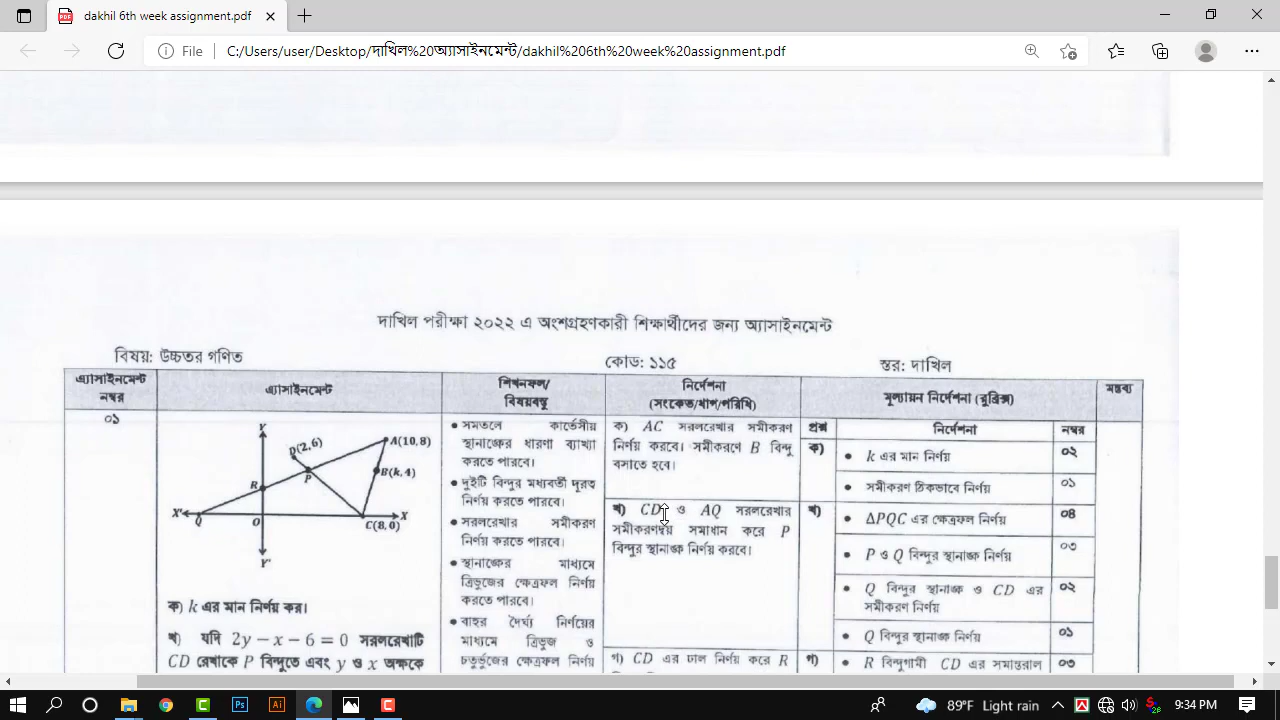 dakhil 6th week assignment.pdf
File
C:/Users/user/Desktop/দাখিল%20অ্যাসাইনমেন্ট/dakhil%206th%20week%20assignment.pdf
দাখিল পরীক্ষা ২০২২ এ অংশগ্রহণকারী শিক্ষার্থীদের জন্য অ্যাসাইনমেন্ট
বিষয়: উচ্চতর গণিত
কোড: ১১৫
স্তর: দাখিল
এ্যাসাইনমেন্ট
নম্বর
এ্যাসাইনমেন্ট
শিখনফল/
বিষয়বস্তু
নির্দেশনা
(সংকেত/ধাপ/পরিধি)
মূল্যায়ন নির্দেশনা (রুব্রিক্স)
মন্তব্য
০১
Y
D(2,6)
A(10,8)
B(k,4)
P
R
X'
Q
O
C(8,0)
X
Y'
ক) k এর মান নির্ণয় কর।
খ) যদি 2y − x − 6 = 0 সরলরেখাটি
CD রেখাকে P বিন্দুতে এবং y ও x অক্ষকে
• সমতলে কার্তেসীয়
স্থানাঙ্কের ধারণা ব্যাখ্যা
করতে পারবে।
• দুইটি বিন্দুর মধ্যবর্তী দূরত্ব
নির্ণয় করতে পারবে।
• সরলরেখার সমীকরণ
নির্ণয় করতে পারবে।
• স্থানাঙ্কের মাধ্যমে
ত্রিভুজের ক্ষেত্রফল নির্ণয়
করতে পারবে।
• বাহুর দৈর্ঘ্য নির্ণয়ের
মাধ্যমে ত্রিভুজ ও
চতুর্ভুজের ক্ষেত্রফল নির্ণয়
ক) AC সরলরেখার সমীকরণ
নির্ণয় করবে। সমীকরণে B বিন্দু
বসাতে হবে।
খ) CD ও AQ সরলরেখার
সমীকরণদ্বয় সমাধান করে P
বিন্দুর স্থানাঙ্ক নির্ণয় করবে।
গ) CD এর ঢাল নির্ণয় করে R
প্রশ্ন
নির্দেশনা
নম্বর
ক)
• k এর মান নির্ণয়
০২
• সমীকরণ ঠিকভাবে নির্ণয়
০১
খ)
• ΔPQC এর ক্ষেত্রফল নির্ণয়
০৪
• P ও Q বিন্দুর স্থানাঙ্ক নির্ণয়
০৩
• Q বিন্দুর স্থানাঙ্ক ও CD এর
সমীকরণ নির্ণয়
০২
• Q বিন্দুর স্থানাঙ্ক নির্ণয়
০১
গ)
• R বিন্দুগামী CD এর সমান্তরাল
০৩
Ps
Ai
89°F Light rain
9:34 PM